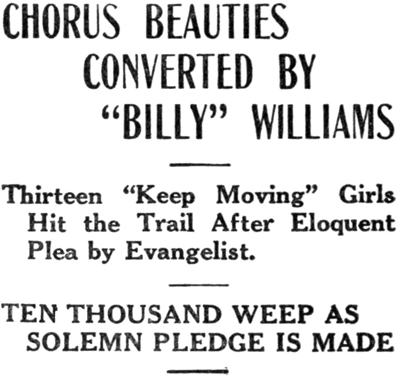 CHORUS BEAUTIES
CONVERTED BY
"BILLY" WILLIAMS
Thirteen "Keep Moving" Girls
Hit the Trail After Eloquent
Plea by Evangelist.
TEN THOUSAND WEEP AS
SOLEMN PLEDGE IS MADE